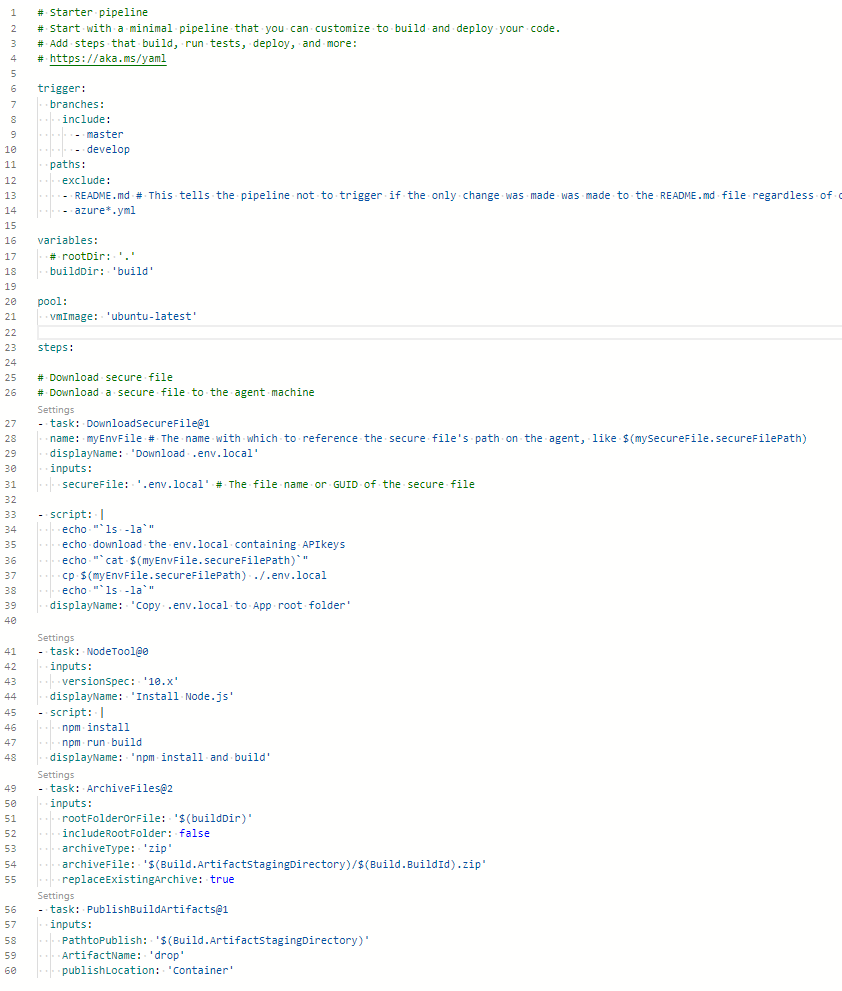 1 # Starter pipeline
2 # Start with a minimal pipeline that you can customize to build and deploy your code.
3 # Add steps that build, run tests, deploy, and more:
4 # https://aka.ms/yaml
5
6 trigger:
7   branches:
8     include:
9       - master
10       - develop
11   paths:
12     exclude:
13     - README.md # This tells the pipeline not to trigger if the only change was made was made to the README.md file regardless of
14     - azure*.yml
15
16 variables:
17   # rootDir: '.'
18   buildDir: 'build'
19
20 pool:
21   vmImage: 'ubuntu-latest'
22
23 steps:
24
25 # Download secure file
26 # Download a secure file to the agent machine
Settings
27 - task: DownloadSecureFile@1
28   name: myEnvFile # The name with which to reference the secure file's path on the agent, like $(mySecureFile.secureFilePath)
29   displayName: 'Download .env.local'
30   inputs:
31     secureFile: '.env.local' # The file name or GUID of the secure file
32
33 - script: |
34     echo "`ls -la`"
35     echo download the env.local containing APIkeys
36     echo "`cat $(myEnvFile.secureFilePath)`"
37     cp $(myEnvFile.secureFilePath) ./.env.local
38     echo "`ls -la`"
39   displayName: 'Copy .env.local to App root folder'
40
Settings
41 - task: NodeTool@0
42   inputs:
43     versionSpec: '10.x'
44   displayName: 'Install Node.js'
45 - script: |
46     npm install
47     npm run build
48   displayName: 'npm install and build'
Settings
49 - task: ArchiveFiles@2
50   inputs:
51     rootFolderOrFile: '$(buildDir)'
52     includeRootFolder: false
53     archiveType: 'zip'
54     archiveFile: '$(Build.ArtifactStagingDirectory)/$(Build.BuildId).zip'
55     replaceExistingArchive: true
Settings
56 - task: PublishBuildArtifacts@1
57   inputs:
58     PathtoPublish: '$(Build.ArtifactStagingDirectory)'
59     ArtifactName: 'drop'
60     publishLocation: 'Container'